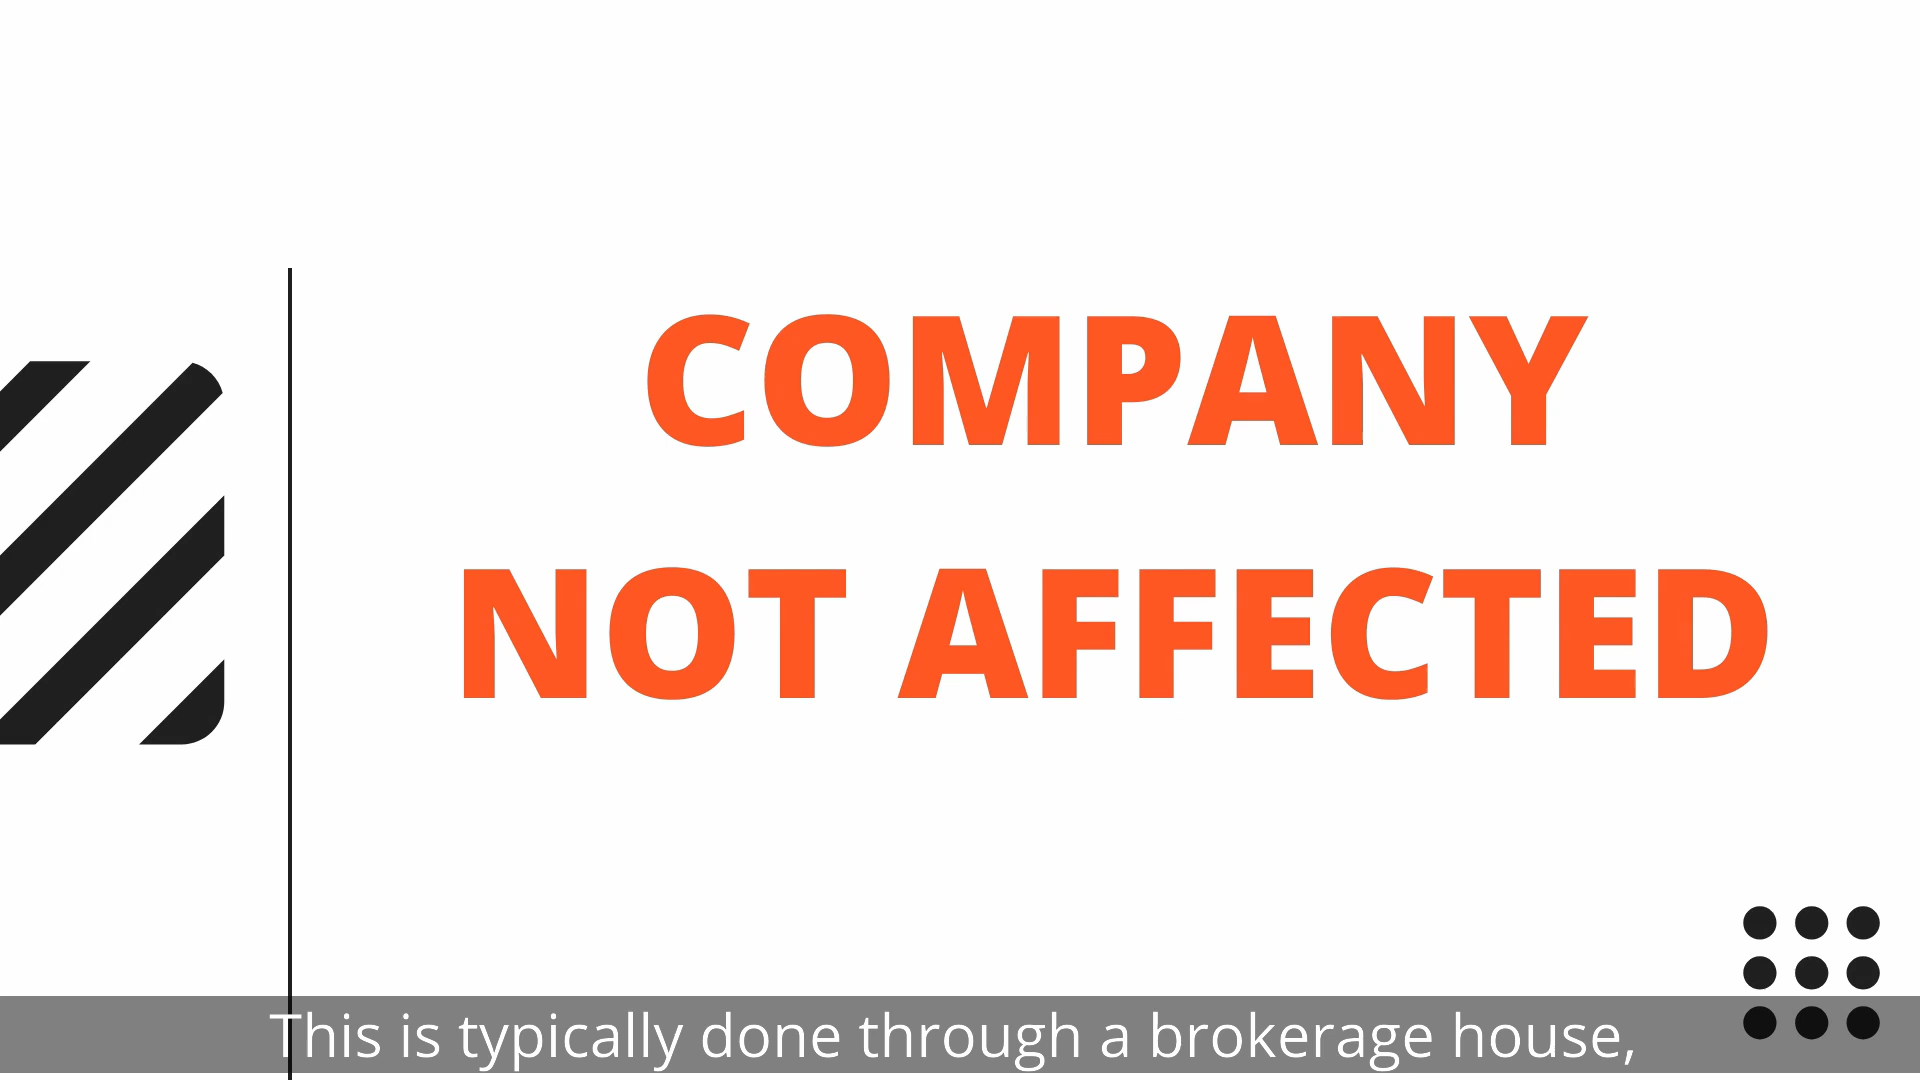 COMPANY
NOT AFFECTED
This is typically done through a brokerage house,